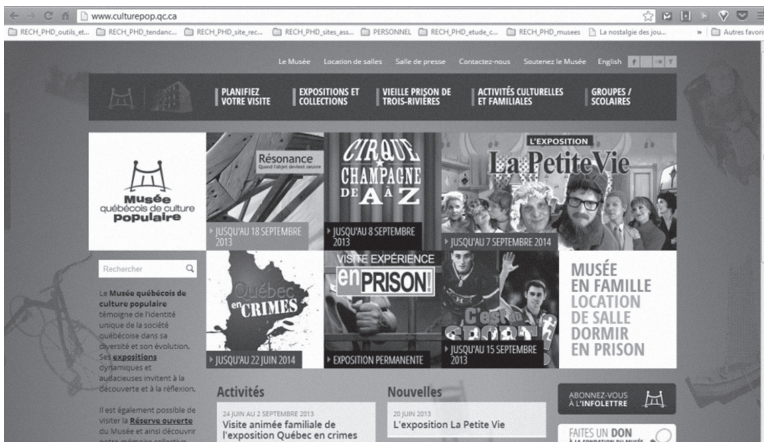 www.culturepop.qc.ca
RECH_PHD_outils_et... RECH_PHD_tendanc... RECH_PHD_site_rec... RECH_PHD_sites_ass... PERSONNEL RECH_PHD_etude_c... RECH_PHD_musees La nostalgie des jou... » Autres favori
Le Musée Location de salles Salle de presse Contactez-nous Soutenez le Musée English
PLANIFIEZ
VOTRE VISITE
EXPOSITIONS ET
COLLECTIONS
VIEILLE PRISON DE
TROIS-RIVIÈRES
ACTIVITÉS CULTURELLES
ET FAMILIALES
GROUPES /
SCOLAIRES
Musée
québécois de culture
populaire
Résonance
Quand l'objet devient oeuvre
JUSQU'AU 18 SEPTEMBRE
2013
CIRQUE
CHAMPAGNE
DE A À Z
JUSQU'AU 8 SEPTEMBRE
2013
L'EXPOSITION
La Petite Vie
JUSQU'AU 7 SEPTEMBRE 2014
Rechercher
Québec
en CRIMES
JUSQU'AU 22 JUIN 2014
VISITE EXPÉRIENCE
en PRISON!
EXPOSITION PERMANENTE
C'est du
SPORT!
JUSQU'AU 15 SEPTEMBRE
2013
MUSÉE
EN FAMILLE
LOCATION
DE SALLE
DORMIR
EN PRISON
Le Musée québécois de
culture populaire
témoigne de l'identité
unique de la société
québécoise dans sa
diversité et son évolution.
Ses expositions
dynamiques et
audacieuses invitent à la
découverte et à la réflexion.
Il est également possible de
visiter la Réserve ouverte
du Musée et ainsi découvrir
Activités
24 JUIN AU 2 SEPTEMBRE 2013
Visite animée familiale de
l'exposition Québec en crimes
Nouvelles
20 JUIN 2013
L'exposition La Petite Vie
ABONNEZ-VOUS
À L'INFOLETTRE
FAITES UN DON
À LA FONDATION DU MUSÉE